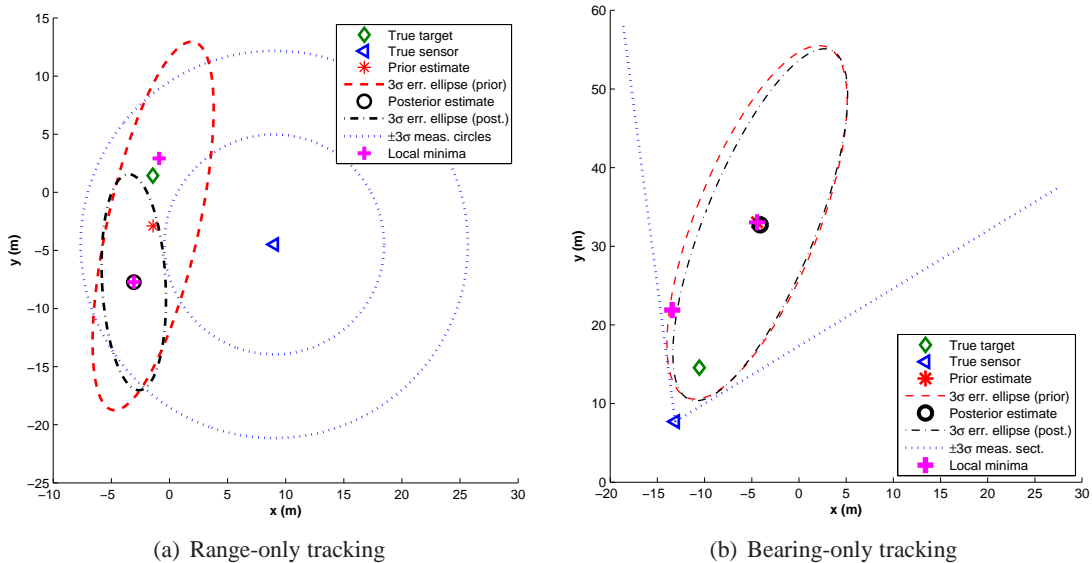 15
10
5
0
−5
−10
−15
−20
−25
−10
−5
0
5
10
15
20
25
30
x (m)
y (m)
True target
True sensor
Prior estimate
3σ err. ellipse (prior)
Posterior estimate
3σ err. ellipse (post.)
±3σ meas. circles
Local minima
(a) Range-only tracking
60
50
40
30
20
10
0
−20
−15
−10
−5
0
5
10
15
20
25
30
x (m)
y (m)
True target
True sensor
Prior estimate
3σ err. ellipse (prior)
Posterior estimate
3σ err. ellipse (post.)
±3σ meas. sect.
Local minima
(b) Bearing-only tracking